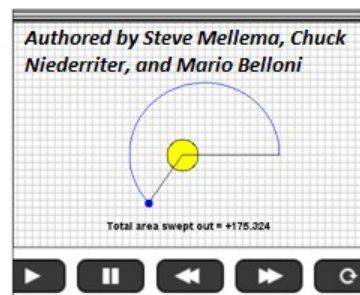 Authored by Steve Mellema, Chuck
Niederriter, and Mario Belloni
Total area swept out = +175.324